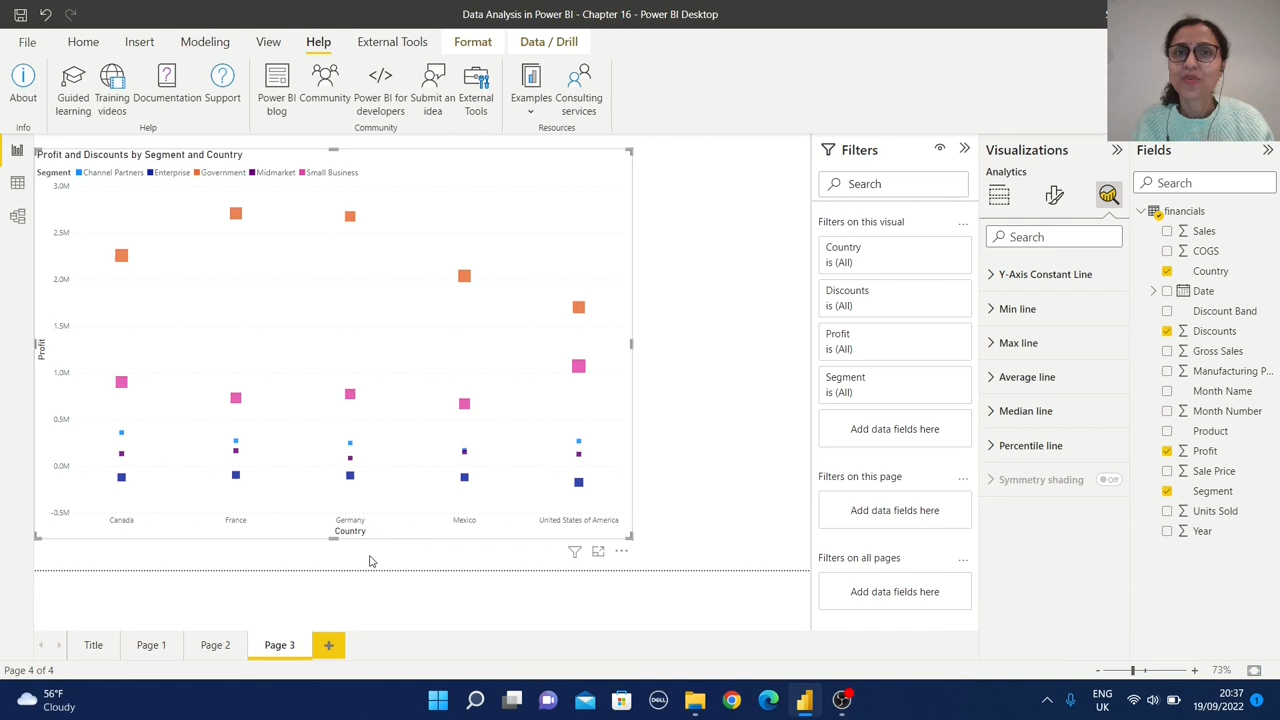 Data Analysis in Power BI - Chapter 16 - Power BI Desktop
File Home Insert Modeling View Help External Tools Format Data / Drill
About
Guided learning
Training videos
Documentation
Support
Power BI blog
Community
Power BI for developers
Submit an idea
External Tools
Examples
Consulting services
Info Help Community Resources
Profit and Discounts by Segment and Country
Segment Channel Partners Enterprise Government Midmarket Small Business
3.0M
2.5M
2.0M
1.5M
1.0M
0.5M
0.0M
-0.5M
Profit
Canada France Germany Mexico United States of America
Country
Filters
Search
Filters on this visual
Country
is (All)
Discounts
is (All)
Profit
is (All)
Segment
is (All)
Add data fields here
Filters on this page
Add data fields here
Filters on all pages
Add data fields here
Visualizations
Analytics
Search
Y-Axis Constant Line
Min line
Max line
Average line
Median line
Percentile line
Symmetry shading Off
Fields
Search
financials
Sales
COGS
Country
Date
Discount Band
Discounts
Gross Sales
Manufacturing P...
Month Name
Month Number
Product
Profit
Sale Price
Segment
Units Sold
Year
Title Page 1 Page 2 Page 3
Page 4 of 4
73%
56°F
Cloudy
DELL
ENG
UK
20:37
19/09/2022
1